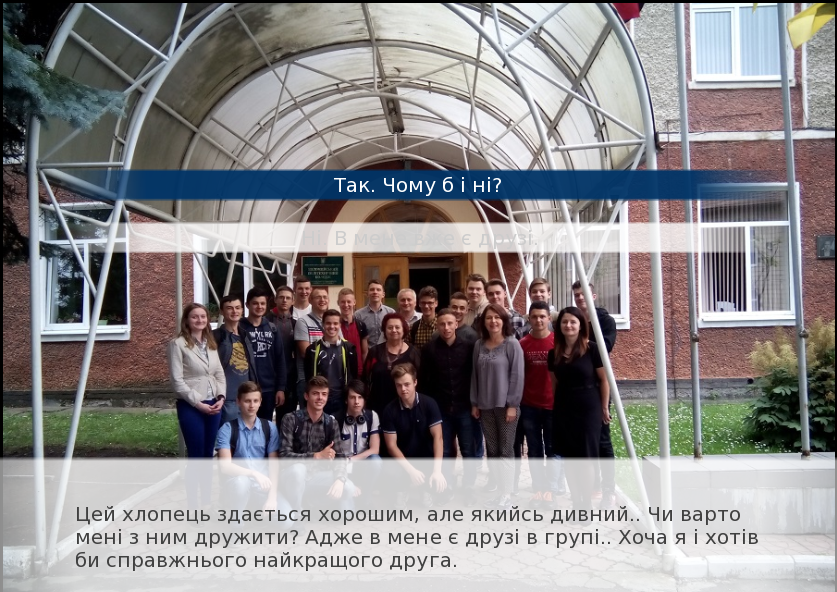 Так. Чому б і ні?
В мене вже є друзі.
Цей хлопець здається хорошим, але якийсь дивний.. Чи варто
мені з ним дружити? Адже в мене є друзі в групі.. Хоча я і хотів
би справжнього найкращого друга.